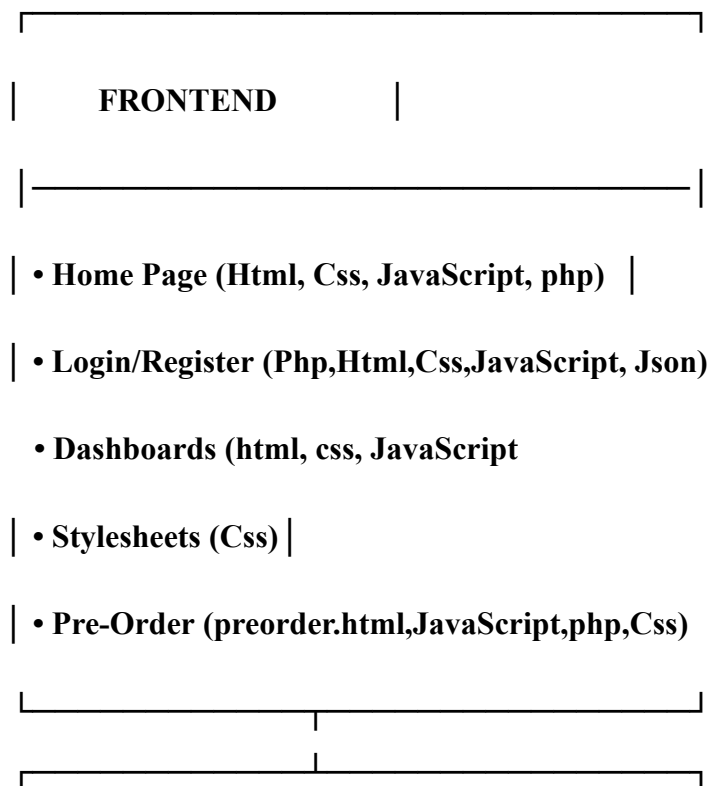 FRONTEND
• Home Page (Html, Css, JavaScript, php)
• Login/Register (Php,Html,Css,JavaScript, Json)
• Dashboards (html, css, JavaScript
• Stylesheets (Css)
• Pre-Order (preorder.html,JavaScript,php,Css)